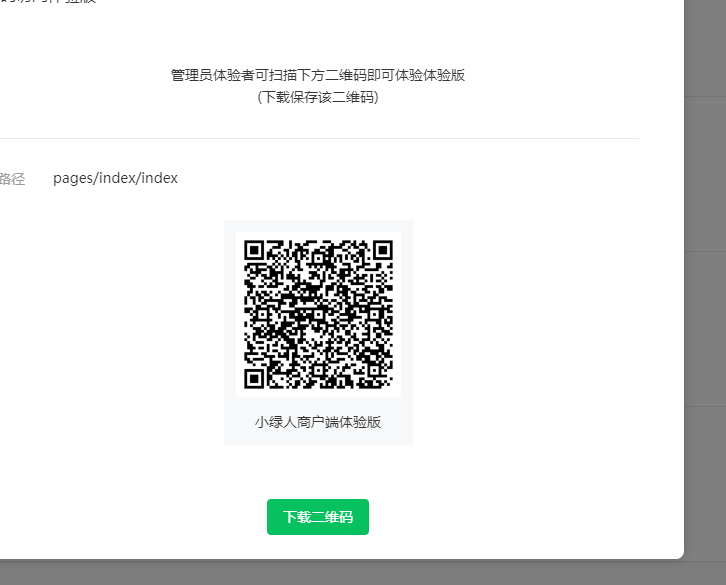 管理员体验者可扫描下方二维码即可体验体验版
(下载保存该二维码)
路径 pages/index/index
小绿人商户端体验版
下载二维码